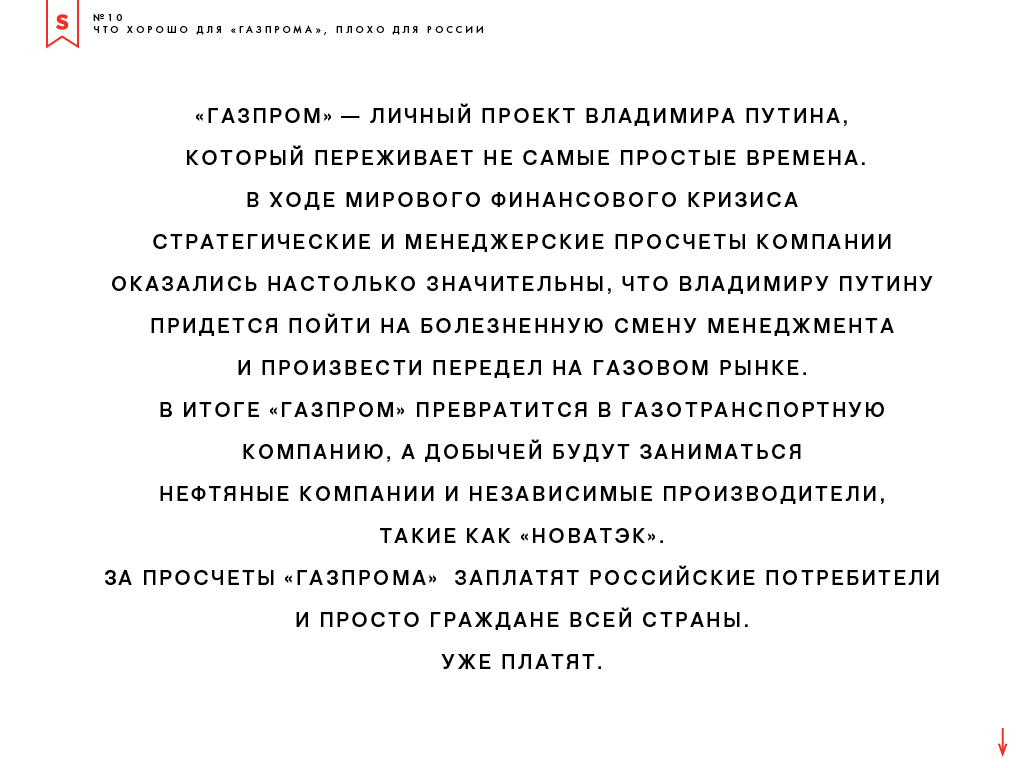 S
№10
ЧТО ХОРОШО ДЛЯ «ГАЗПРОМА», ПЛОХО ДЛЯ РОССИИ
«ГАЗПРОМ» — ЛИЧНЫЙ ПРОЕКТ ВЛАДИМИРА ПУТИНА,
КОТОРЫЙ ПЕРЕЖИВАЕТ НЕ САМЫЕ ПРОСТЫЕ ВРЕМЕНА.
В ХОДЕ МИРОВОГО ФИНАНСОВОГО КРИЗИСА
СТРАТЕГИЧЕСКИЕ И МЕНЕДЖЕРСКИЕ ПРОСЧЕТЫ КОМПАНИИ
ОКАЗАЛИСЬ НАСТОЛЬКО ЗНАЧИТЕЛЬНЫ, ЧТО ВЛАДИМИРУ ПУТИНУ
ПРИДЕТСЯ ПОЙТИ НА БОЛЕЗНЕННУЮ СМЕНУ МЕНЕДЖМЕНТА
И ПРОИЗВЕСТИ ПЕРЕДЕЛ НА ГАЗОВОМ РЫНКЕ.
В ИТОГЕ «ГАЗПРОМ» ПРЕВРАТИТСЯ В ГАЗОТРАНСПОРТНУЮ
КОМПАНИЮ, А ДОБЫЧЕЙ БУДУТ ЗАНИМАТЬСЯ
НЕФТЯНЫЕ КОМПАНИИ И НЕЗАВИСИМЫЕ ПРОИЗВОДИТЕЛИ,
ТАКИЕ КАК «НОВАТЭК».
ЗА ПРОСЧЕТЫ «ГАЗПРОМА»  ЗАПЛАТЯТ РОССИЙСКИЕ ПОТРЕБИТЕЛИ
И ПРОСТО ГРАЖДАНЕ ВСЕЙ СТРАНЫ.
УЖЕ ПЛАТЯТ.